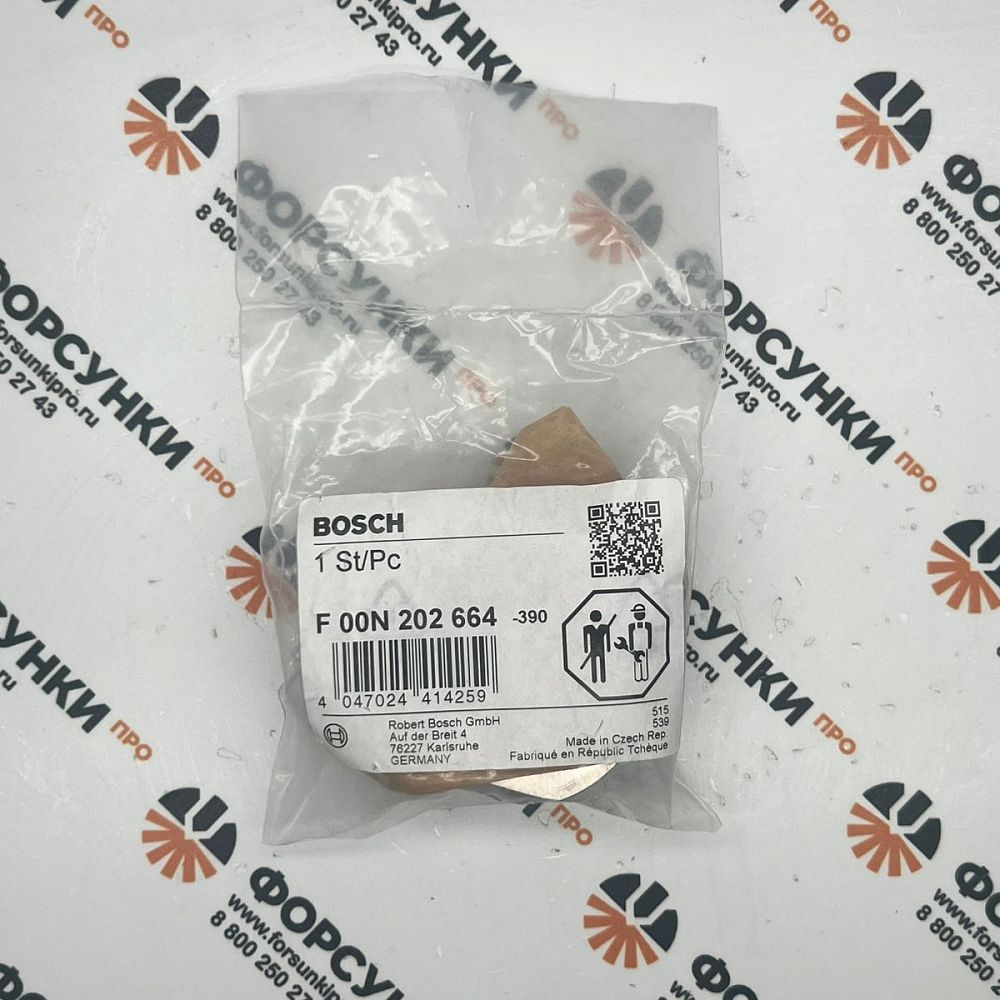 BOSCH
1 St/Pc
F 00N 202 664 -390
4 047024 414259
Robert Bosch GmbH
Auf der Breit 4
76227 Karlsruhe
GERMANY
515
539
Made in Czech Rep.
Fabriqué en Républic Tchèque
ФОРСУНКИ ПРО
www.forsunkipro.ru
8 800 250 27 43